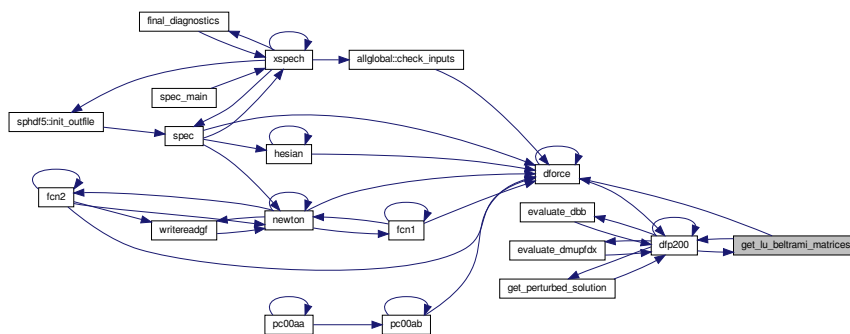 final_diagnostics
xspech
allglobal::check_inputs
spec_main
sphdf5::init_outfile
spec
hesian
dforce
fcn2
newton
writereadgf
fcn1
evaluate_dbb
evaluate_dmupfdx
dfp200
get_lu_beltrami_matrices
get_perturbed_solution
pc00aa
pc00ab